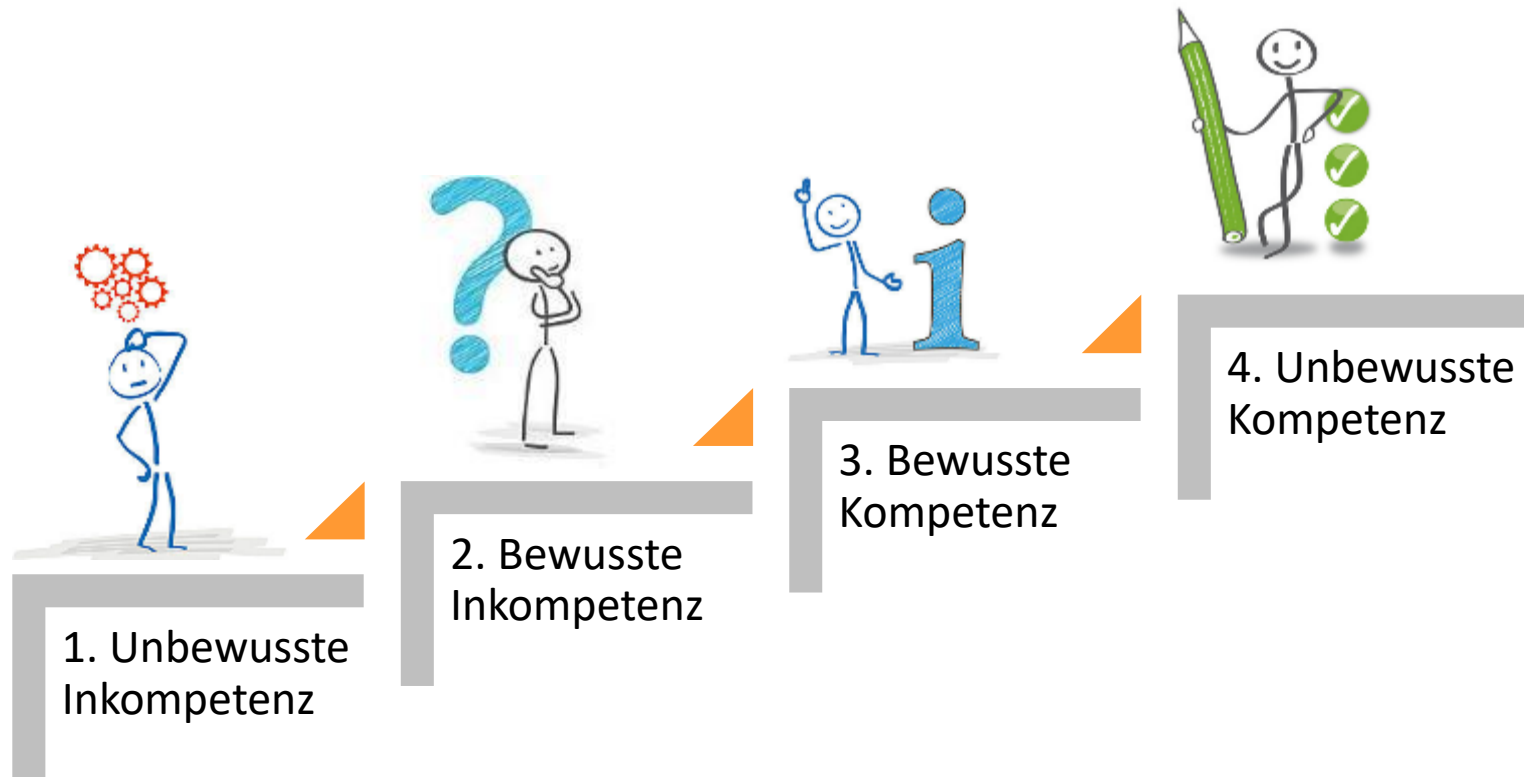 1. Unbewusste
Inkompetenz
2. Bewusste
Inkompetenz
3. Bewusste
Kompetenz
4. Unbewusste
Kompetenz